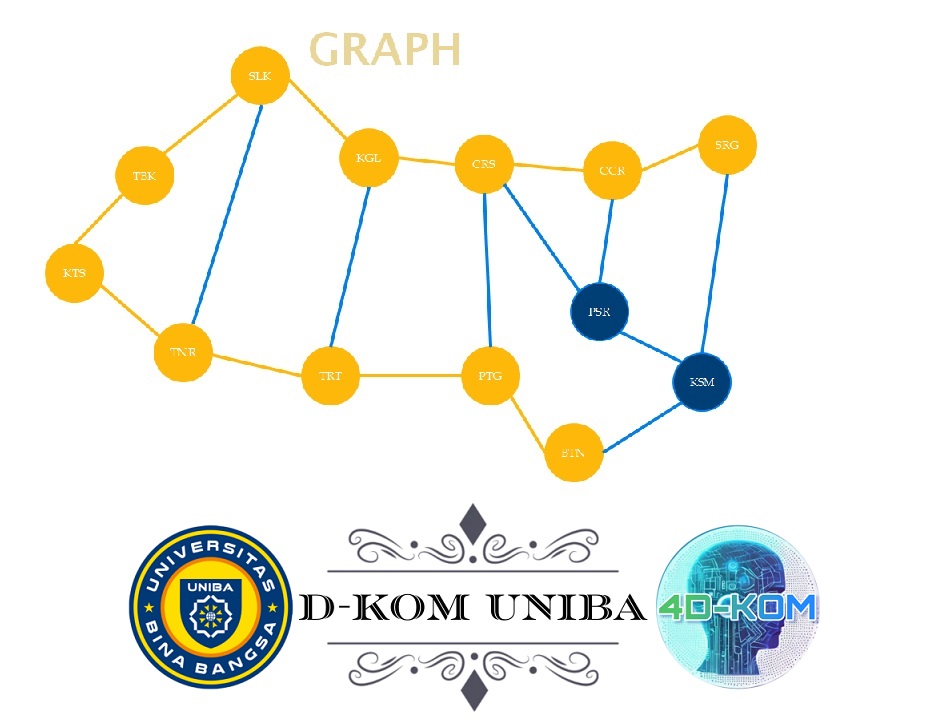 GRAPH
SLK
KGL
CRS
CCR
SRG
TBK
KTS
TNR
TRT
PTG
PSR
KSM
BTN
UNIVERSITAS
UNIBA
BINA BANGSA
D-KOM UNIBA
4D-KOM